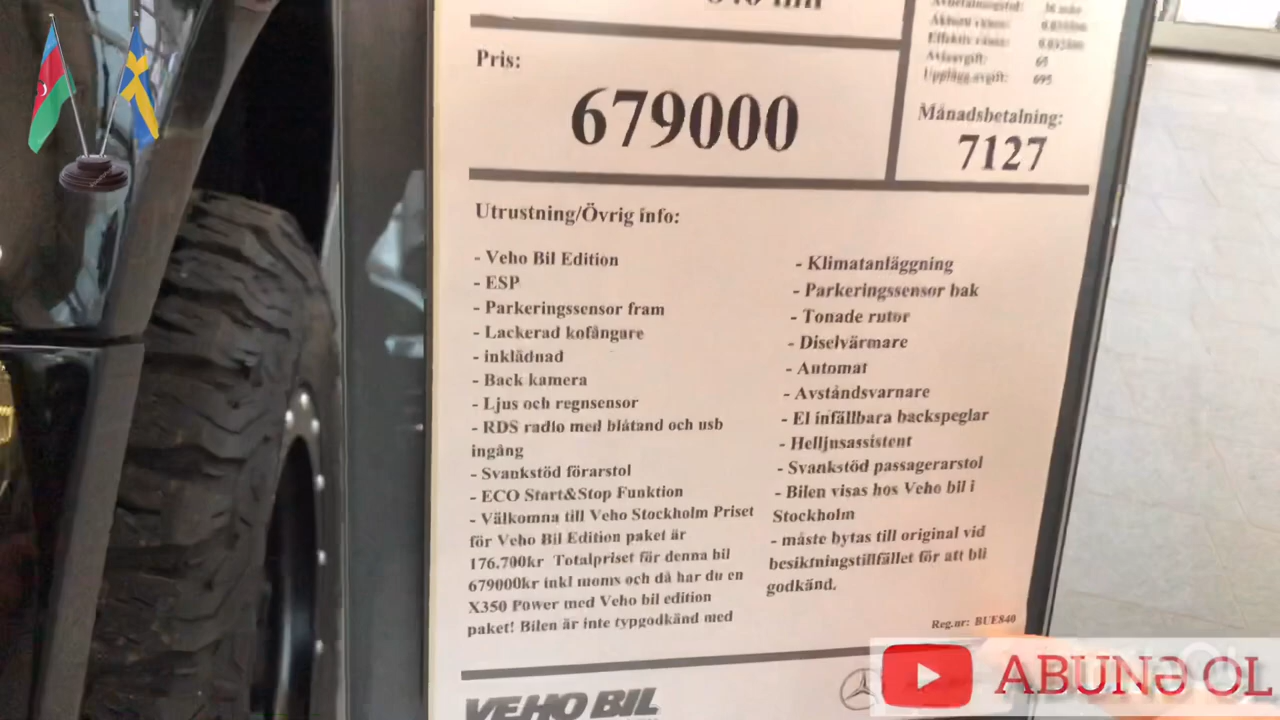 Pris:
679000
Månadsbetalning:
7127
Utrustning/Övrig info:
- Veho Bil Edition
- ESP
- Parkeringssensor fram
- Lackerad kofångare
- inklädnad
- Back kamera
- Ljus och regnsensor
- RDS radio med blåtand och usb
ingång
- Svankstöd förarstol
- ECO Start&Stop Funktion
- Välkomna till Veho Stockholm Priset
för Veho Bil Edition paket är
176.700kr Totalpriset för denna bil
679000kr inkl moms och då har du en
X350 Power med Veho bil edition
paket! Bilen är inte typgodkänd med
- Klimatanläggning
- Parkeringssensor bak
- Tonade rutor
- Diselvärmare
- Automat
- Avståndsvarnare
- El infällbara backspeglar
- Helljusassistent
- Svankstöd passagerarstol
- Bilen visas hos Veho bil i
Stockholm
- måste bytas till original vid
besiktningstillfället för att bli
godkänd.
Reg.nr: BUE840
VEHO BIL
ABUNƏ OL